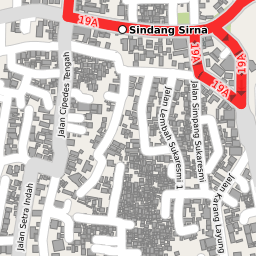 19A
Sindang Sirna
19A
19A
19A
Jalan Cipedes Tengah
Jalan Lembah Sukaresmi 1
Jalan Simpang Sukaresmi
Jalan Karang Layung
Jalan Setra Indah